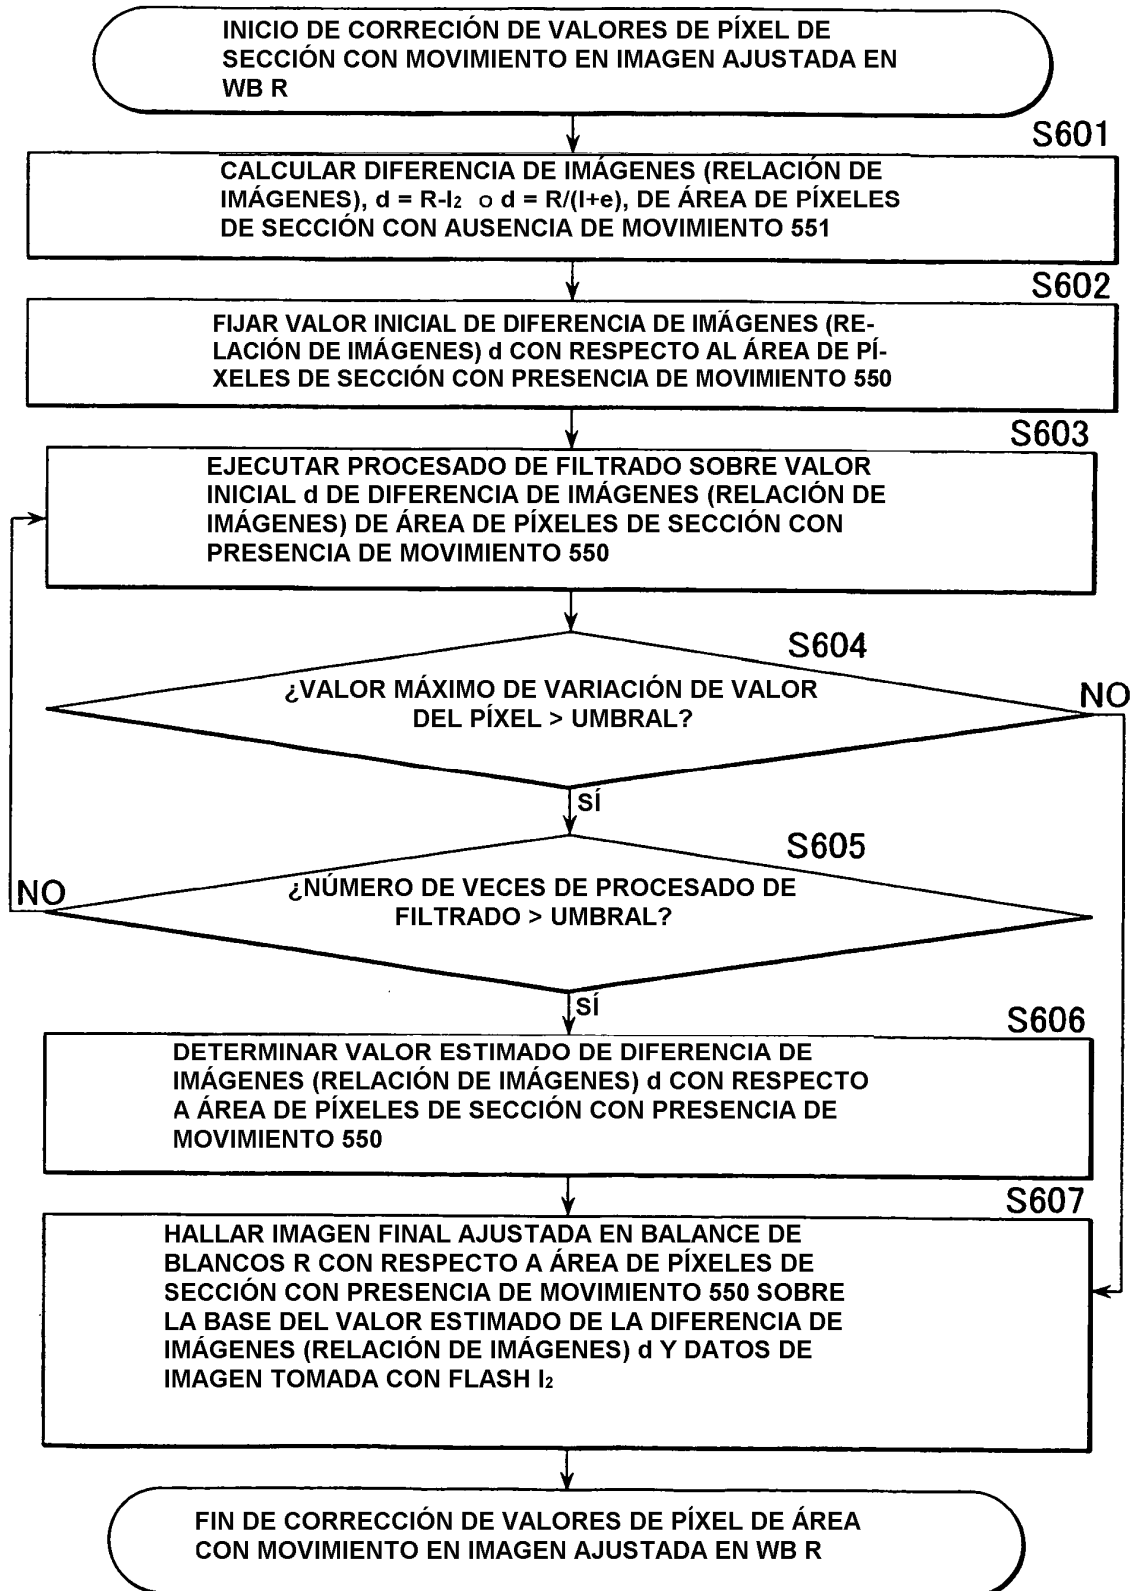 INICIO DE CORRECIÓN DE VALORES DE PÍXEL DE
SECCIÓN CON MOVIMIENTO EN IMAGEN AJUSTADA EN
WB R
S601
CALCULAR DIFERENCIA DE IMÁGENES (RELACIÓN DE
IMÁGENES), d = R-I₂ o d = R/(I+e), DE ÁREA DE PÍXELES
DE SECCIÓN CON AUSENCIA DE MOVIMIENTO 551
S602
FIJAR VALOR INICIAL DE DIFERENCIA DE IMÁGENES (RE-
LACIÓN DE IMÁGENES) d CON RESPECTO AL ÁREA DE PÍ-
XELES DE SECCIÓN CON PRESENCIA DE MOVIMIENTO 550
S603
EJECUTAR PROCESADO DE FILTRADO SOBRE VALOR
INICIAL d DE DIFERENCIA DE IMÁGENES (RELACIÓN DE
IMÁGENES) DE ÁREA DE PÍXELES DE SECCIÓN CON
PRESENCIA DE MOVIMIENTO 550
S604
¿VALOR MÁXIMO DE VARIACIÓN DE VALOR
DEL PÍXEL > UMBRAL?
NO
SÍ
S605
¿NÚMERO DE VECES DE PROCESADO DE
FILTRADO > UMBRAL?
NO
SÍ
S606
DETERMINAR VALOR ESTIMADO DE DIFERENCIA DE
IMÁGENES (RELACIÓN DE IMÁGENES) d CON RESPECTO
A ÁREA DE PÍXELES DE SECCIÓN CON PRESENCIA DE
MOVIMIENTO 550
S607
HALLAR IMAGEN FINAL AJUSTADA EN BALANCE DE
BLANCOS R CON RESPECTO A ÁREA DE PÍXELES DE
SECCIÓN CON PRESENCIA DE MOVIMIENTO 550 SOBRE
LA BASE DEL VALOR ESTIMADO DE LA DIFERENCIA DE
IMÁGENES (RELACIÓN DE IMÁGENES) d Y DATOS DE
IMAGEN TOMADA CON FLASH I₂
FIN DE CORRECCIÓN DE VALORES DE PÍXEL DE ÁREA
CON MOVIMIENTO EN IMAGEN AJUSTADA EN WB R